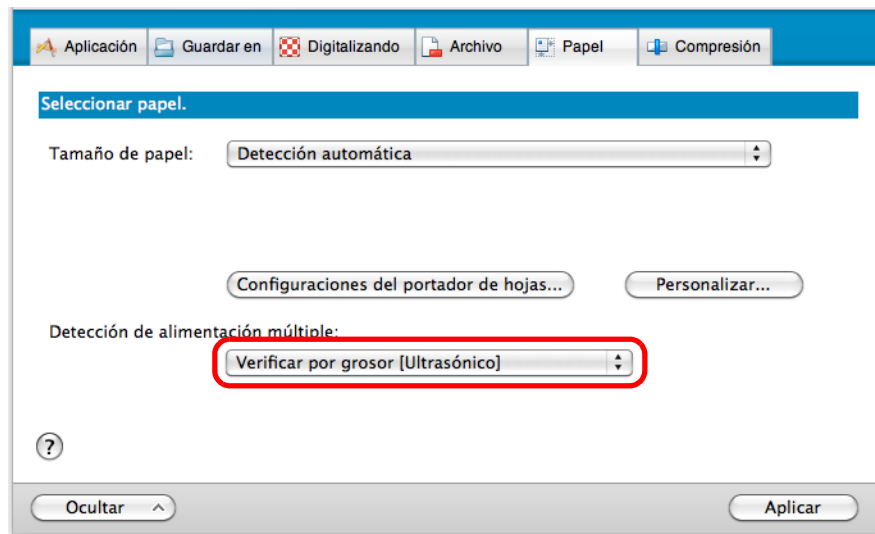 Aplicación Guardar en Digitalizando Archivo Papel Compresión
Seleccionar papel.
Tamaño de papel: Detección automática
Configuraciones del portador de hojas... Personalizar...
Detección de alimentación múltiple:
Verificar por grosor [Ultrasónico]
?
Ocultar Aplicar